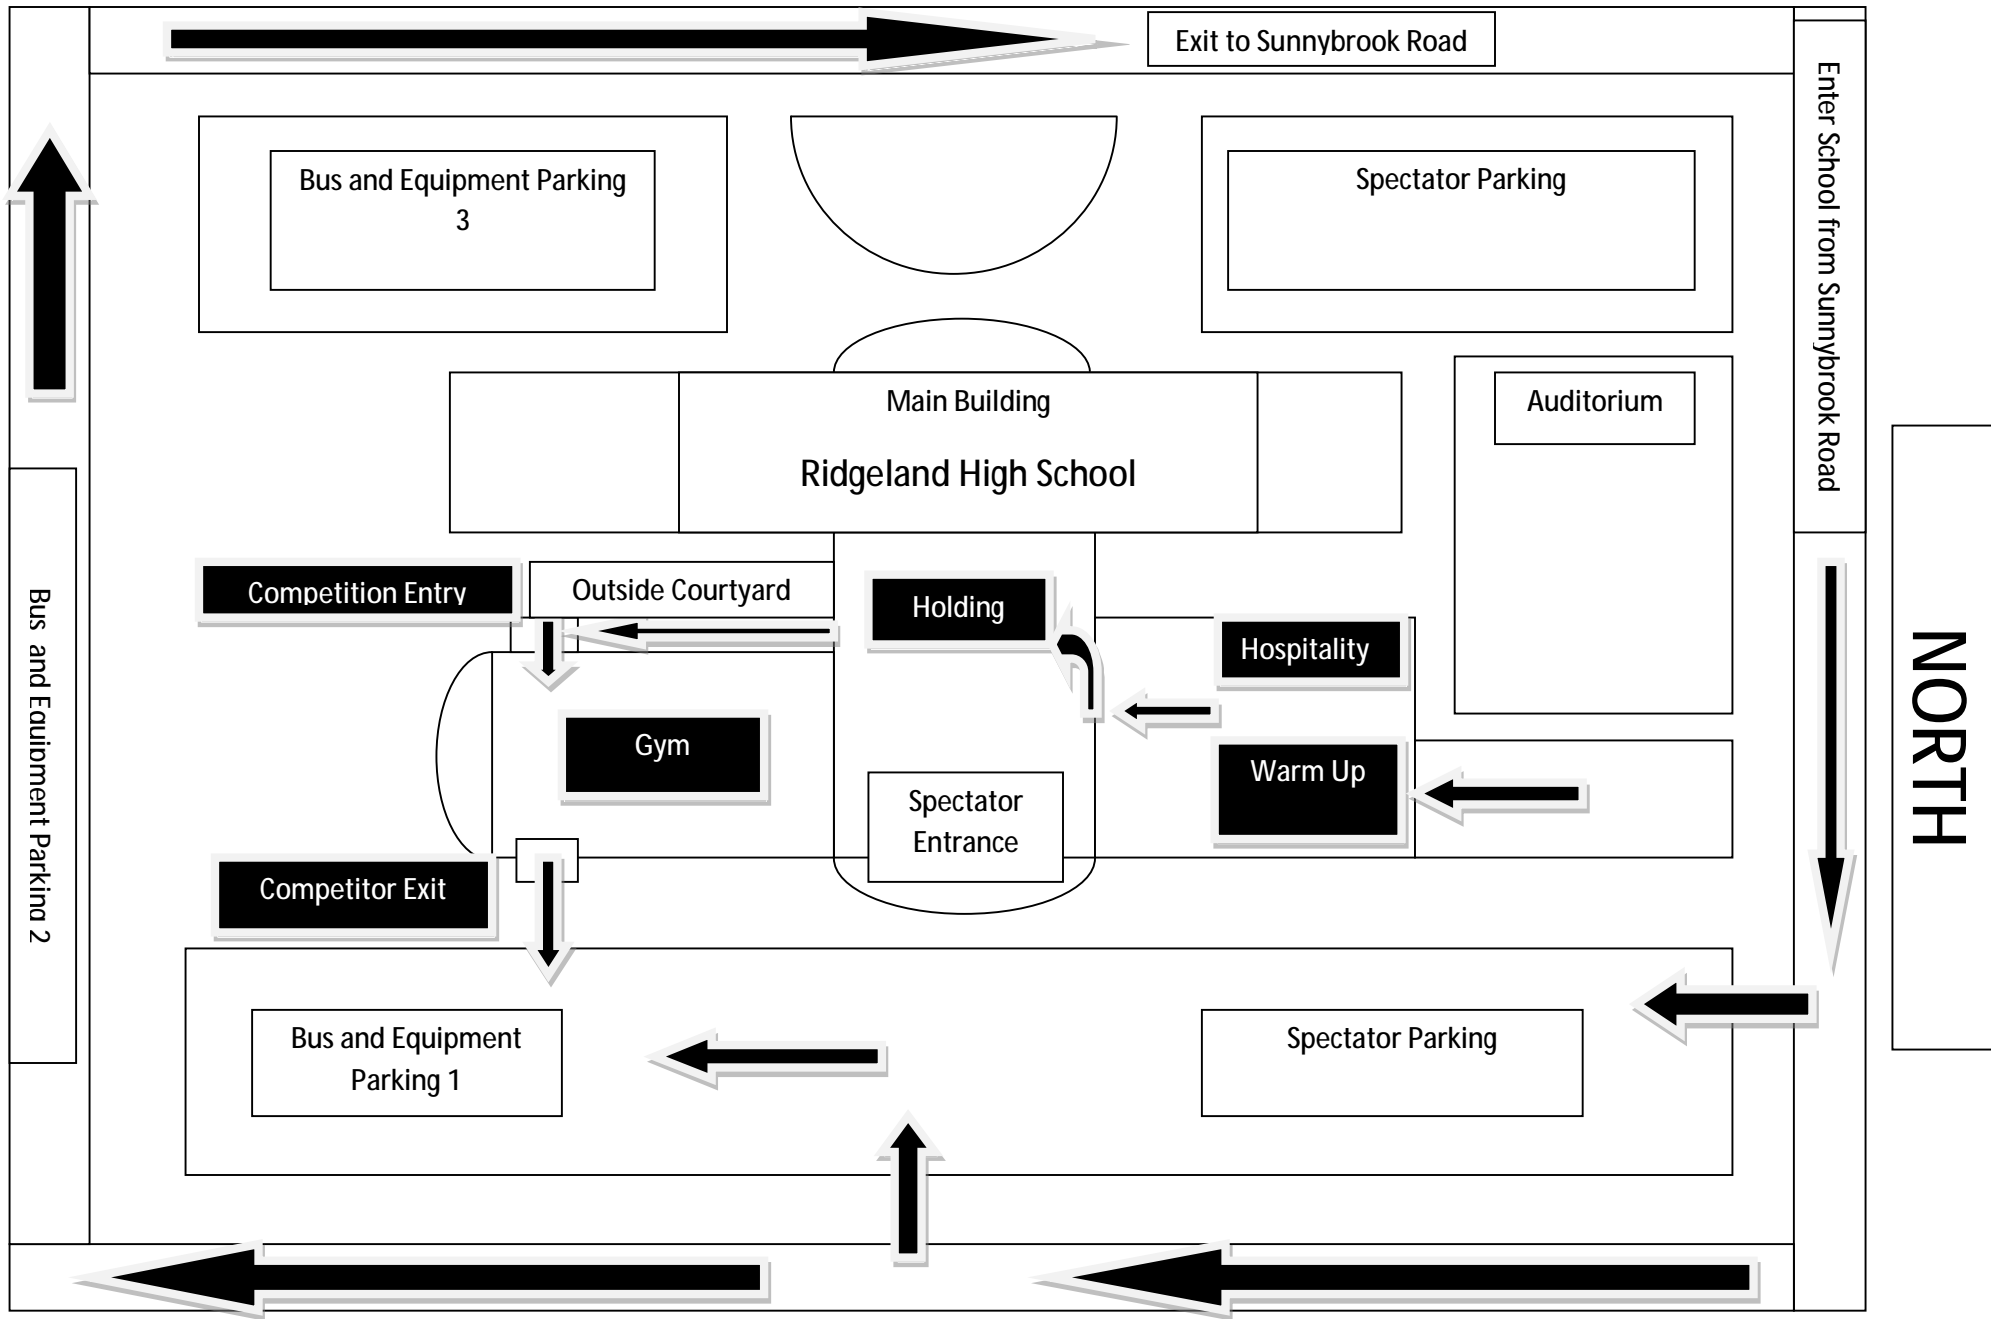 Exit to Sunnybrook Road
Enter School from Sunnybrook Road
Bus and Equipment Parking
3
Spectator Parking
Main Building
Ridgeland High School
Auditorium
Competition Entry
Outside Courtyard
Holding
Hospitality
Gym
Spectator
Entrance
Warm Up
Competitor Exit
Bus and Equipment Parking 2
NORTH
Bus and Equipment
Parking 1
Spectator Parking